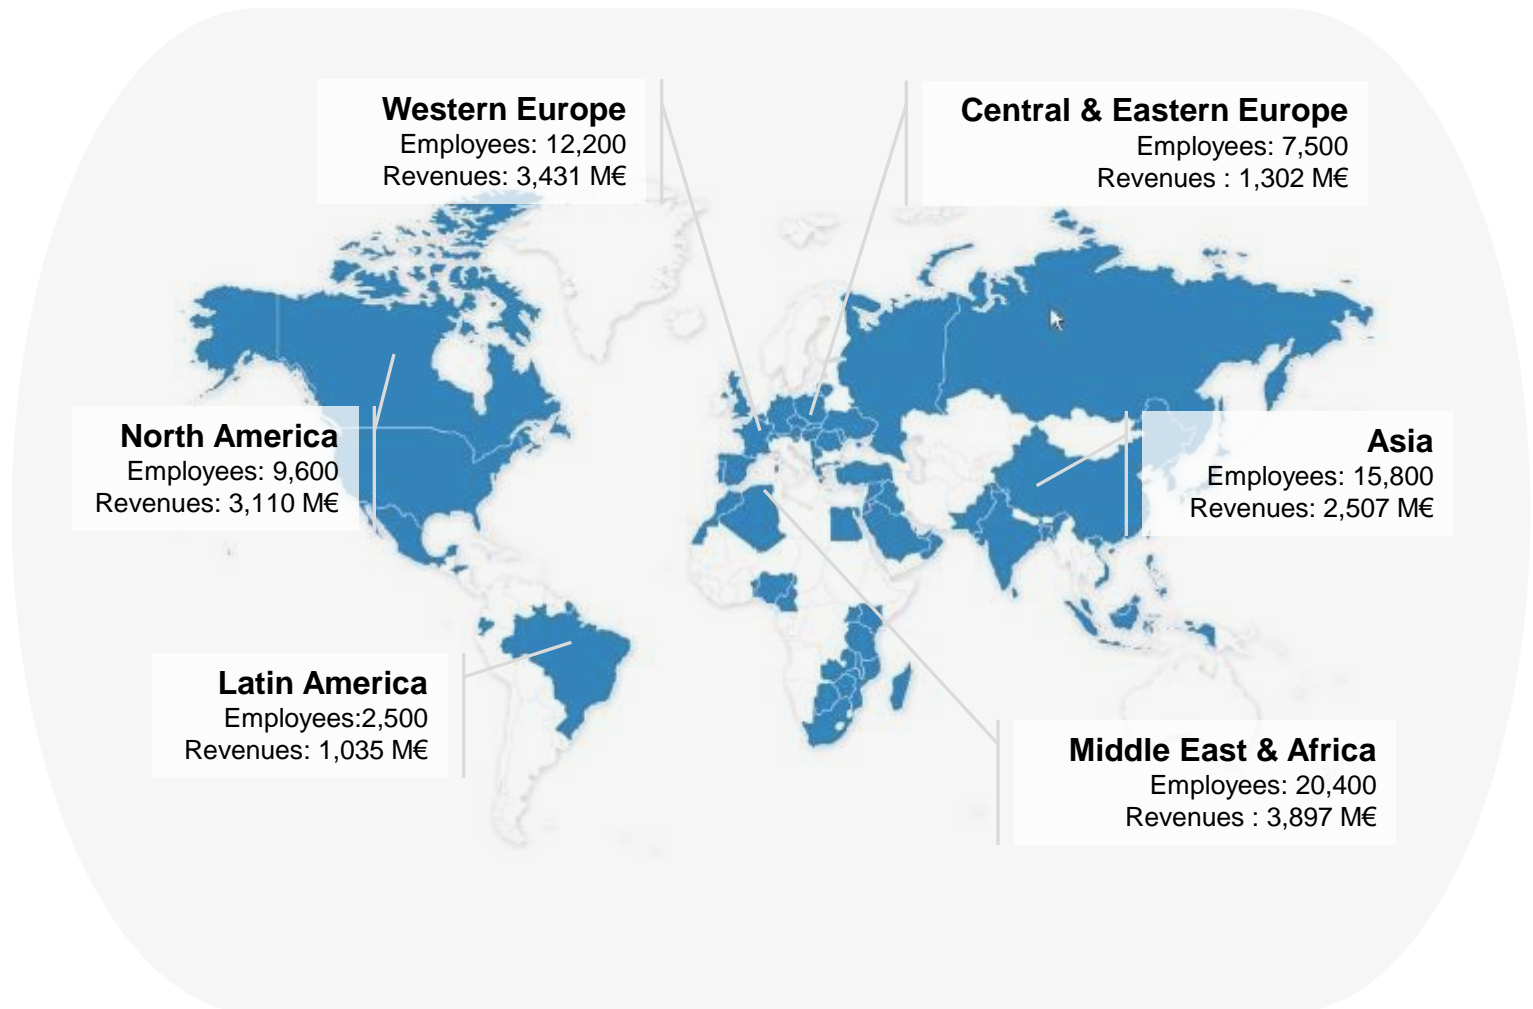 Western Europe
Employees: 12,200
Revenues: 3,431 M€
Central & Eastern Europe
Employees: 7,500
Revenues : 1,302 M€
North America
Employees: 9,600
Revenues: 3,110 M€
Asia
Employees: 15,800
Revenues: 2,507 M€
Latin America
Employees:2,500
Revenues: 1,035 M€
Middle East & Africa
Employees: 20,400
Revenues : 3,897 M€